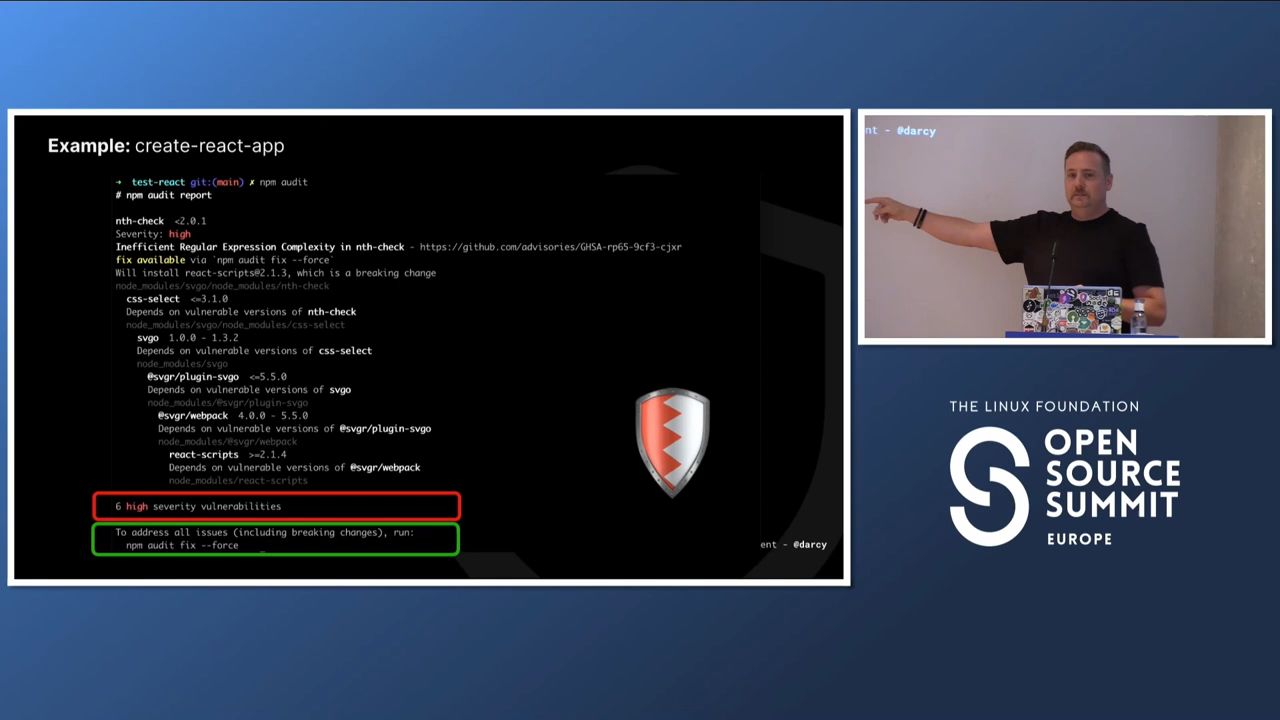 Example: create-react-app
➜ test-react git:(main) ✗ npm audit
# npm audit report
nth-check <2.0.1
Severity: high
Inefficient Regular Expression Complexity in nth-check - https://github.com/advisories/GHSA-rp65-9cf3-cjxr
fix available via `npm audit fix --force`
Will install react-scripts@2.1.3, which is a breaking change
node_modules/svgo/node_modules/nth-check
css-select <=3.1.0
Depends on vulnerable versions of nth-check
node_modules/svgo/node_modules/css-select
svgo 1.0.0 - 1.3.2
Depends on vulnerable versions of css-select
node_modules/svgo
@svgr/plugin-svgo <=5.5.0
Depends on vulnerable versions of svgo
node_modules/@svgr/plugin-svgo
@svgr/webpack 4.0.0 - 5.5.0
Depends on vulnerable versions of @svgr/plugin-svgo
node_modules/@svgr/webpack
react-scripts >=2.1.4
Depends on vulnerable versions of @svgr/webpack
node_modules/react-scripts
6 high severity vulnerabilities
To address all issues (including breaking changes), run:
npm audit fix --force
ent - @darcy
nt - @darcy
THE LINUX FOUNDATION
OPEN
SOURCE
SUMMIT
EUROPE